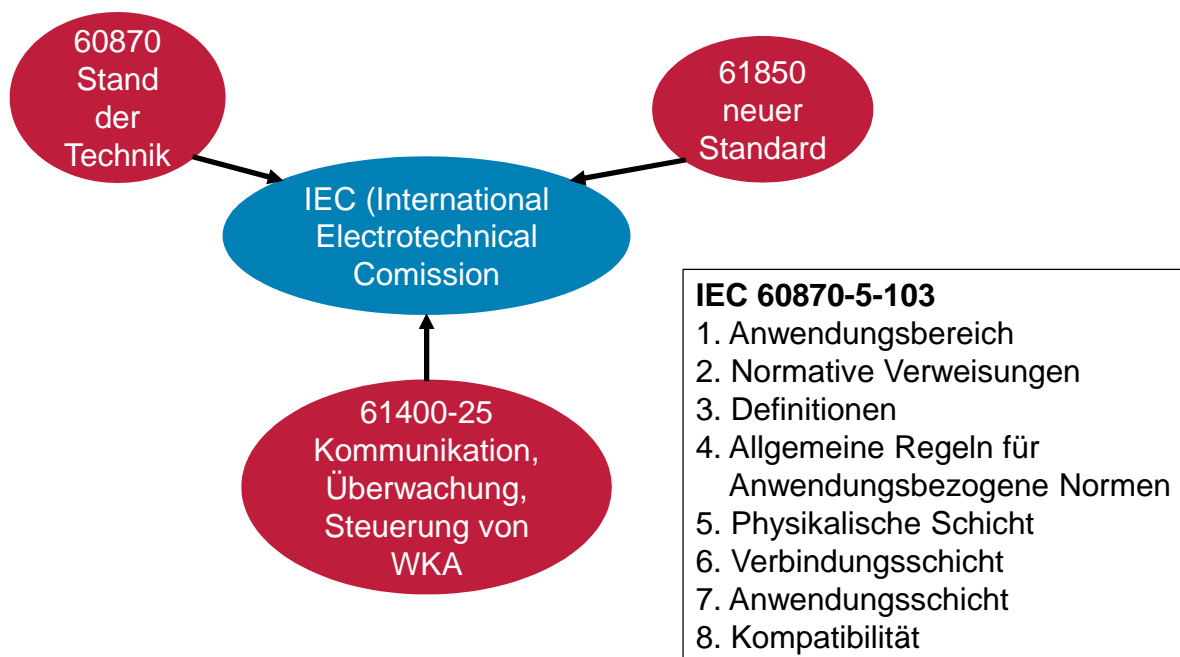 60870
Stand
der
Technik
61850
neuer
Standard
IEC (International
Electrotechnical
Comission
61400-25
Kommunikation,
Überwachung,
Steuerung von
WKA
IEC 60870-5-103
1. Anwendungsbereich
2. Normative Verweisungen
3. Definitionen
4. Allgemeine Regeln für
Anwendungsbezogene Normen
5. Physikalische Schicht
6. Verbindungsschicht
7. Anwendungsschicht
8. Kompatibilität